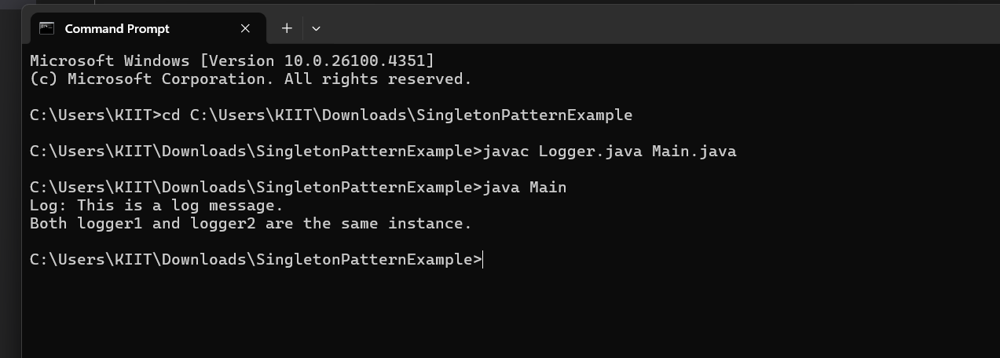 Command Prompt
Microsoft Windows [Version 10.0.26100.4351]
(c) Microsoft Corporation. All rights reserved.
C:\Users\KIIT>cd C:\Users\KIIT\Downloads\SingletonPatternExample
C:\Users\KIIT\Downloads\SingletonPatternExample>javac Logger.java Main.java
C:\Users\KIIT\Downloads\SingletonPatternExample>java Main
Log: This is a log message.
Both logger1 and logger2 are the same instance.
C:\Users\KIIT\Downloads\SingletonPatternExample>